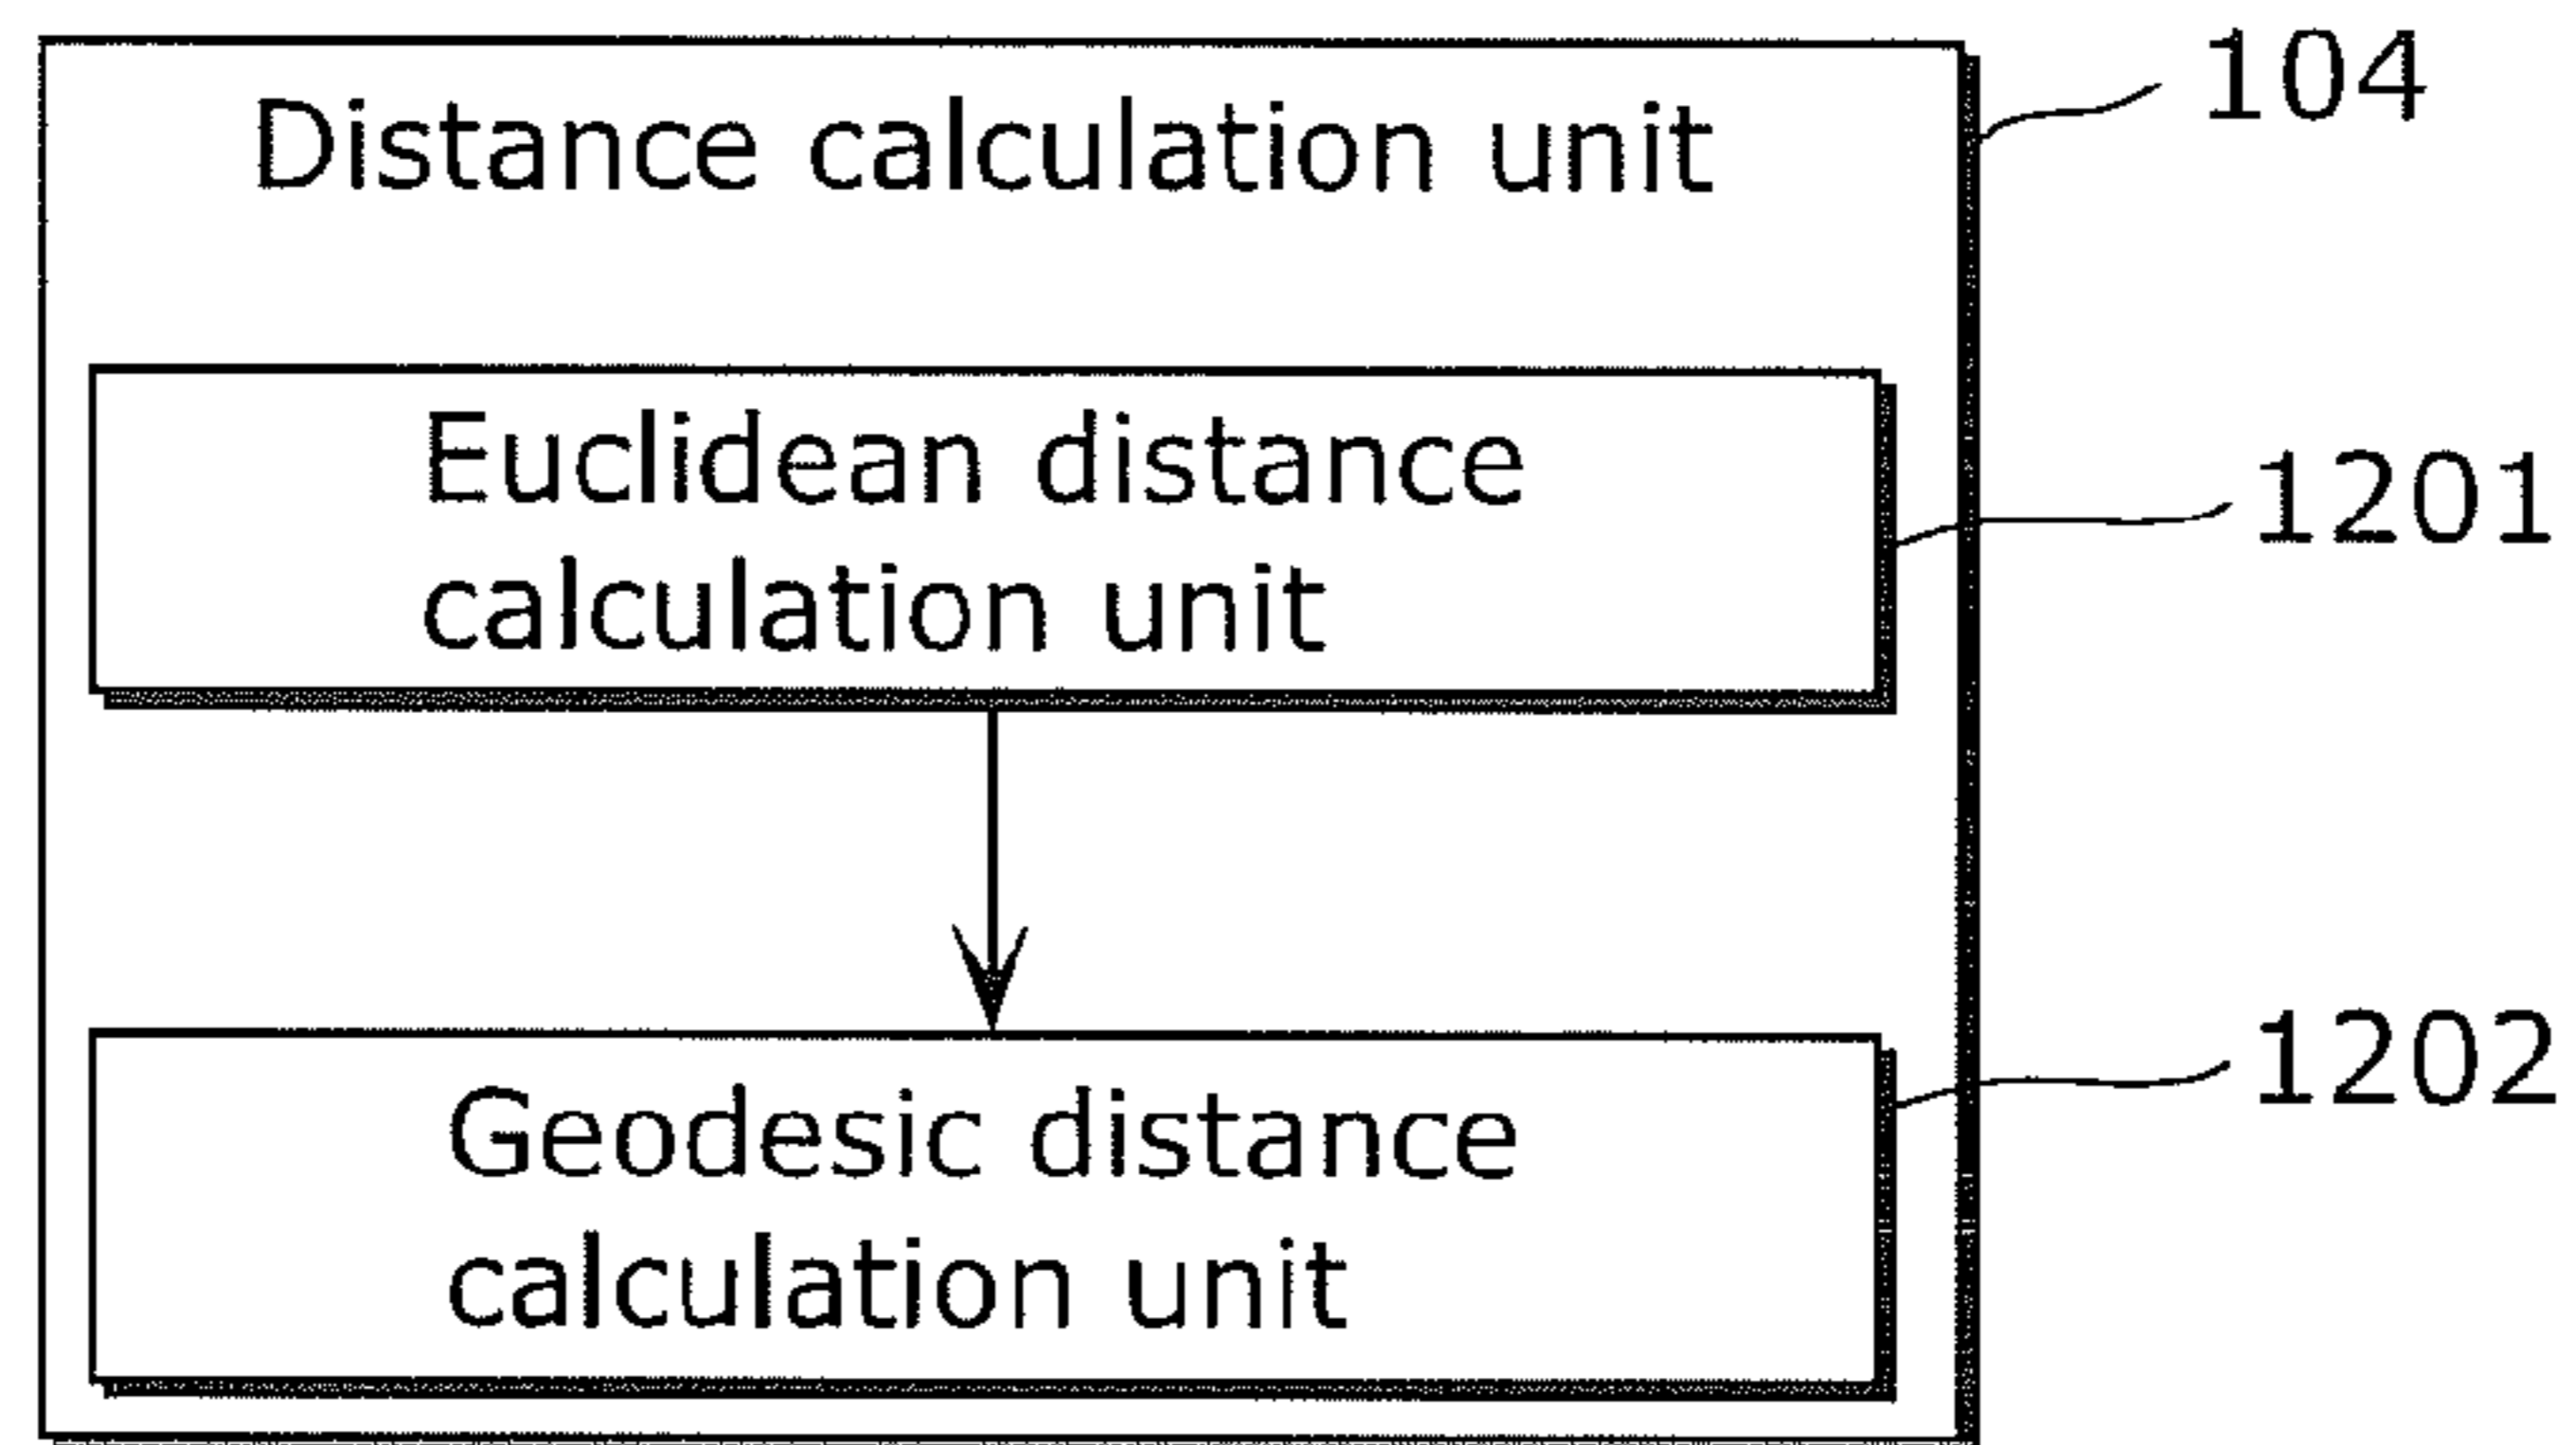 104
Distance calculation unit
Euclidean distance
calculation unit
1201
Geodesic distance
calculation unit
1202